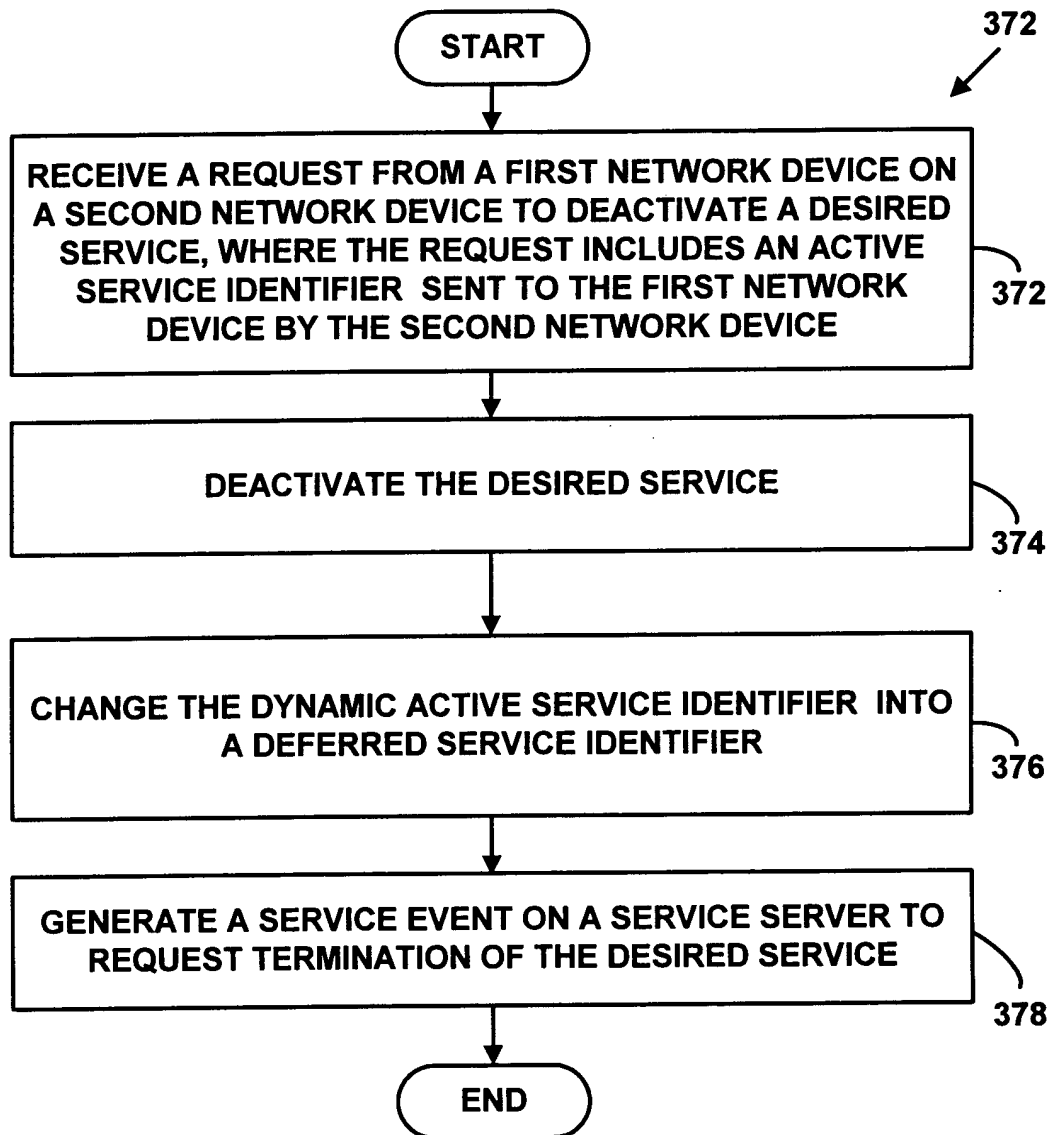 START
372
RECEIVE A REQUEST FROM A FIRST NETWORK DEVICE ON
A SECOND NETWORK DEVICE TO DEACTIVATE A DESIRED
SERVICE, WHERE THE REQUEST INCLUDES AN ACTIVE
SERVICE IDENTIFIER SENT TO THE FIRST NETWORK
DEVICE BY THE SECOND NETWORK DEVICE
372
DEACTIVATE THE DESIRED SERVICE
374
CHANGE THE DYNAMIC ACTIVE SERVICE IDENTIFIER INTO
A DEFERRED SERVICE IDENTIFIER
376
GENERATE A SERVICE EVENT ON A SERVICE SERVER TO
REQUEST TERMINATION OF THE DESIRED SERVICE
378
END